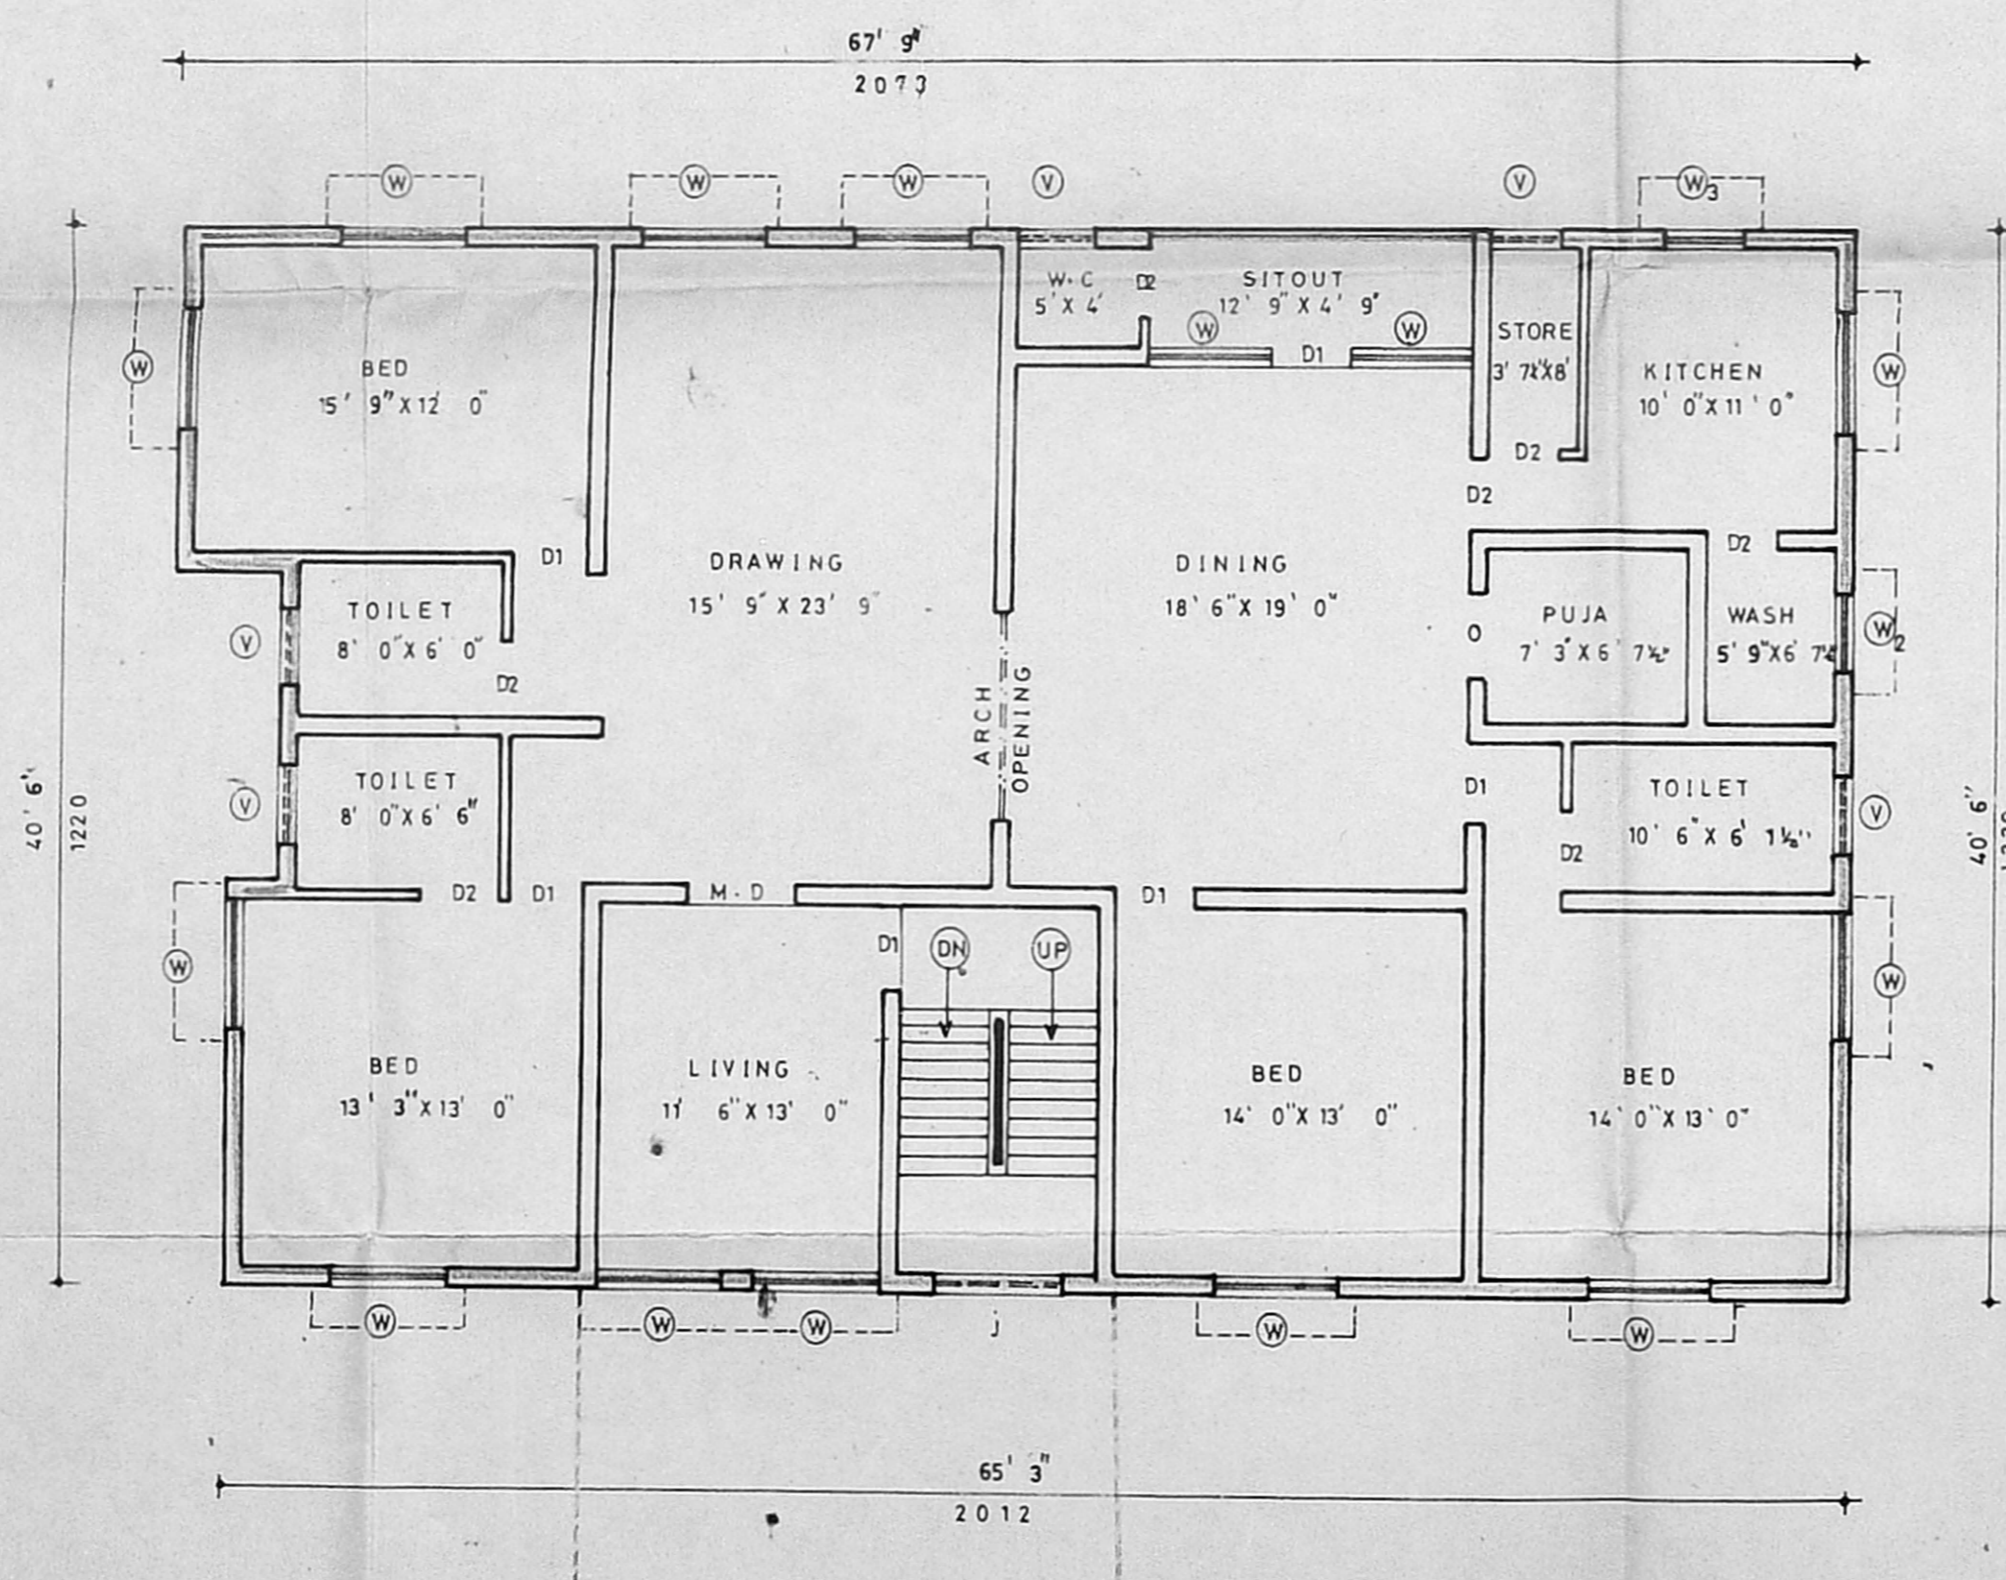 67' 9"
2073
W
W
W
V
V
W3
W.C
5' X 4'
D2
SITOUT
12' 9" X 4' 9"
W
W
D1
STORE
3' 7½"X8'
KITCHEN
10' 0" X 11' 0"
W
W
BED
15' 9" X 12' 0"
D2
D2
D1
DRAWING
15' 9" X 23' 9"
DINING
18' 6" X 19' 0"
D2
TOILET
8' 0" X 6' 0"
V
D2
O
PUJA
7' 3" X 6' 7½"
WASH
5' 9" X 6'
W2
ARCH
OPENING
TOILET
8' 0" X 6' 6"
V
D1
TOILET
10' 6" X 6' 1½"
V
D2
40' 6"
1220
40' 6"
D2
D1
M.D
D1
D1
DN
UP
W
W
BED
13' 3" X 13' 0"
LIVING
11' 6" X 13' 0"
BED
14' 0" X 13' 0"
BED
14' 0" X 13' 0"
W
W
W
W
W
65' 3"
2012